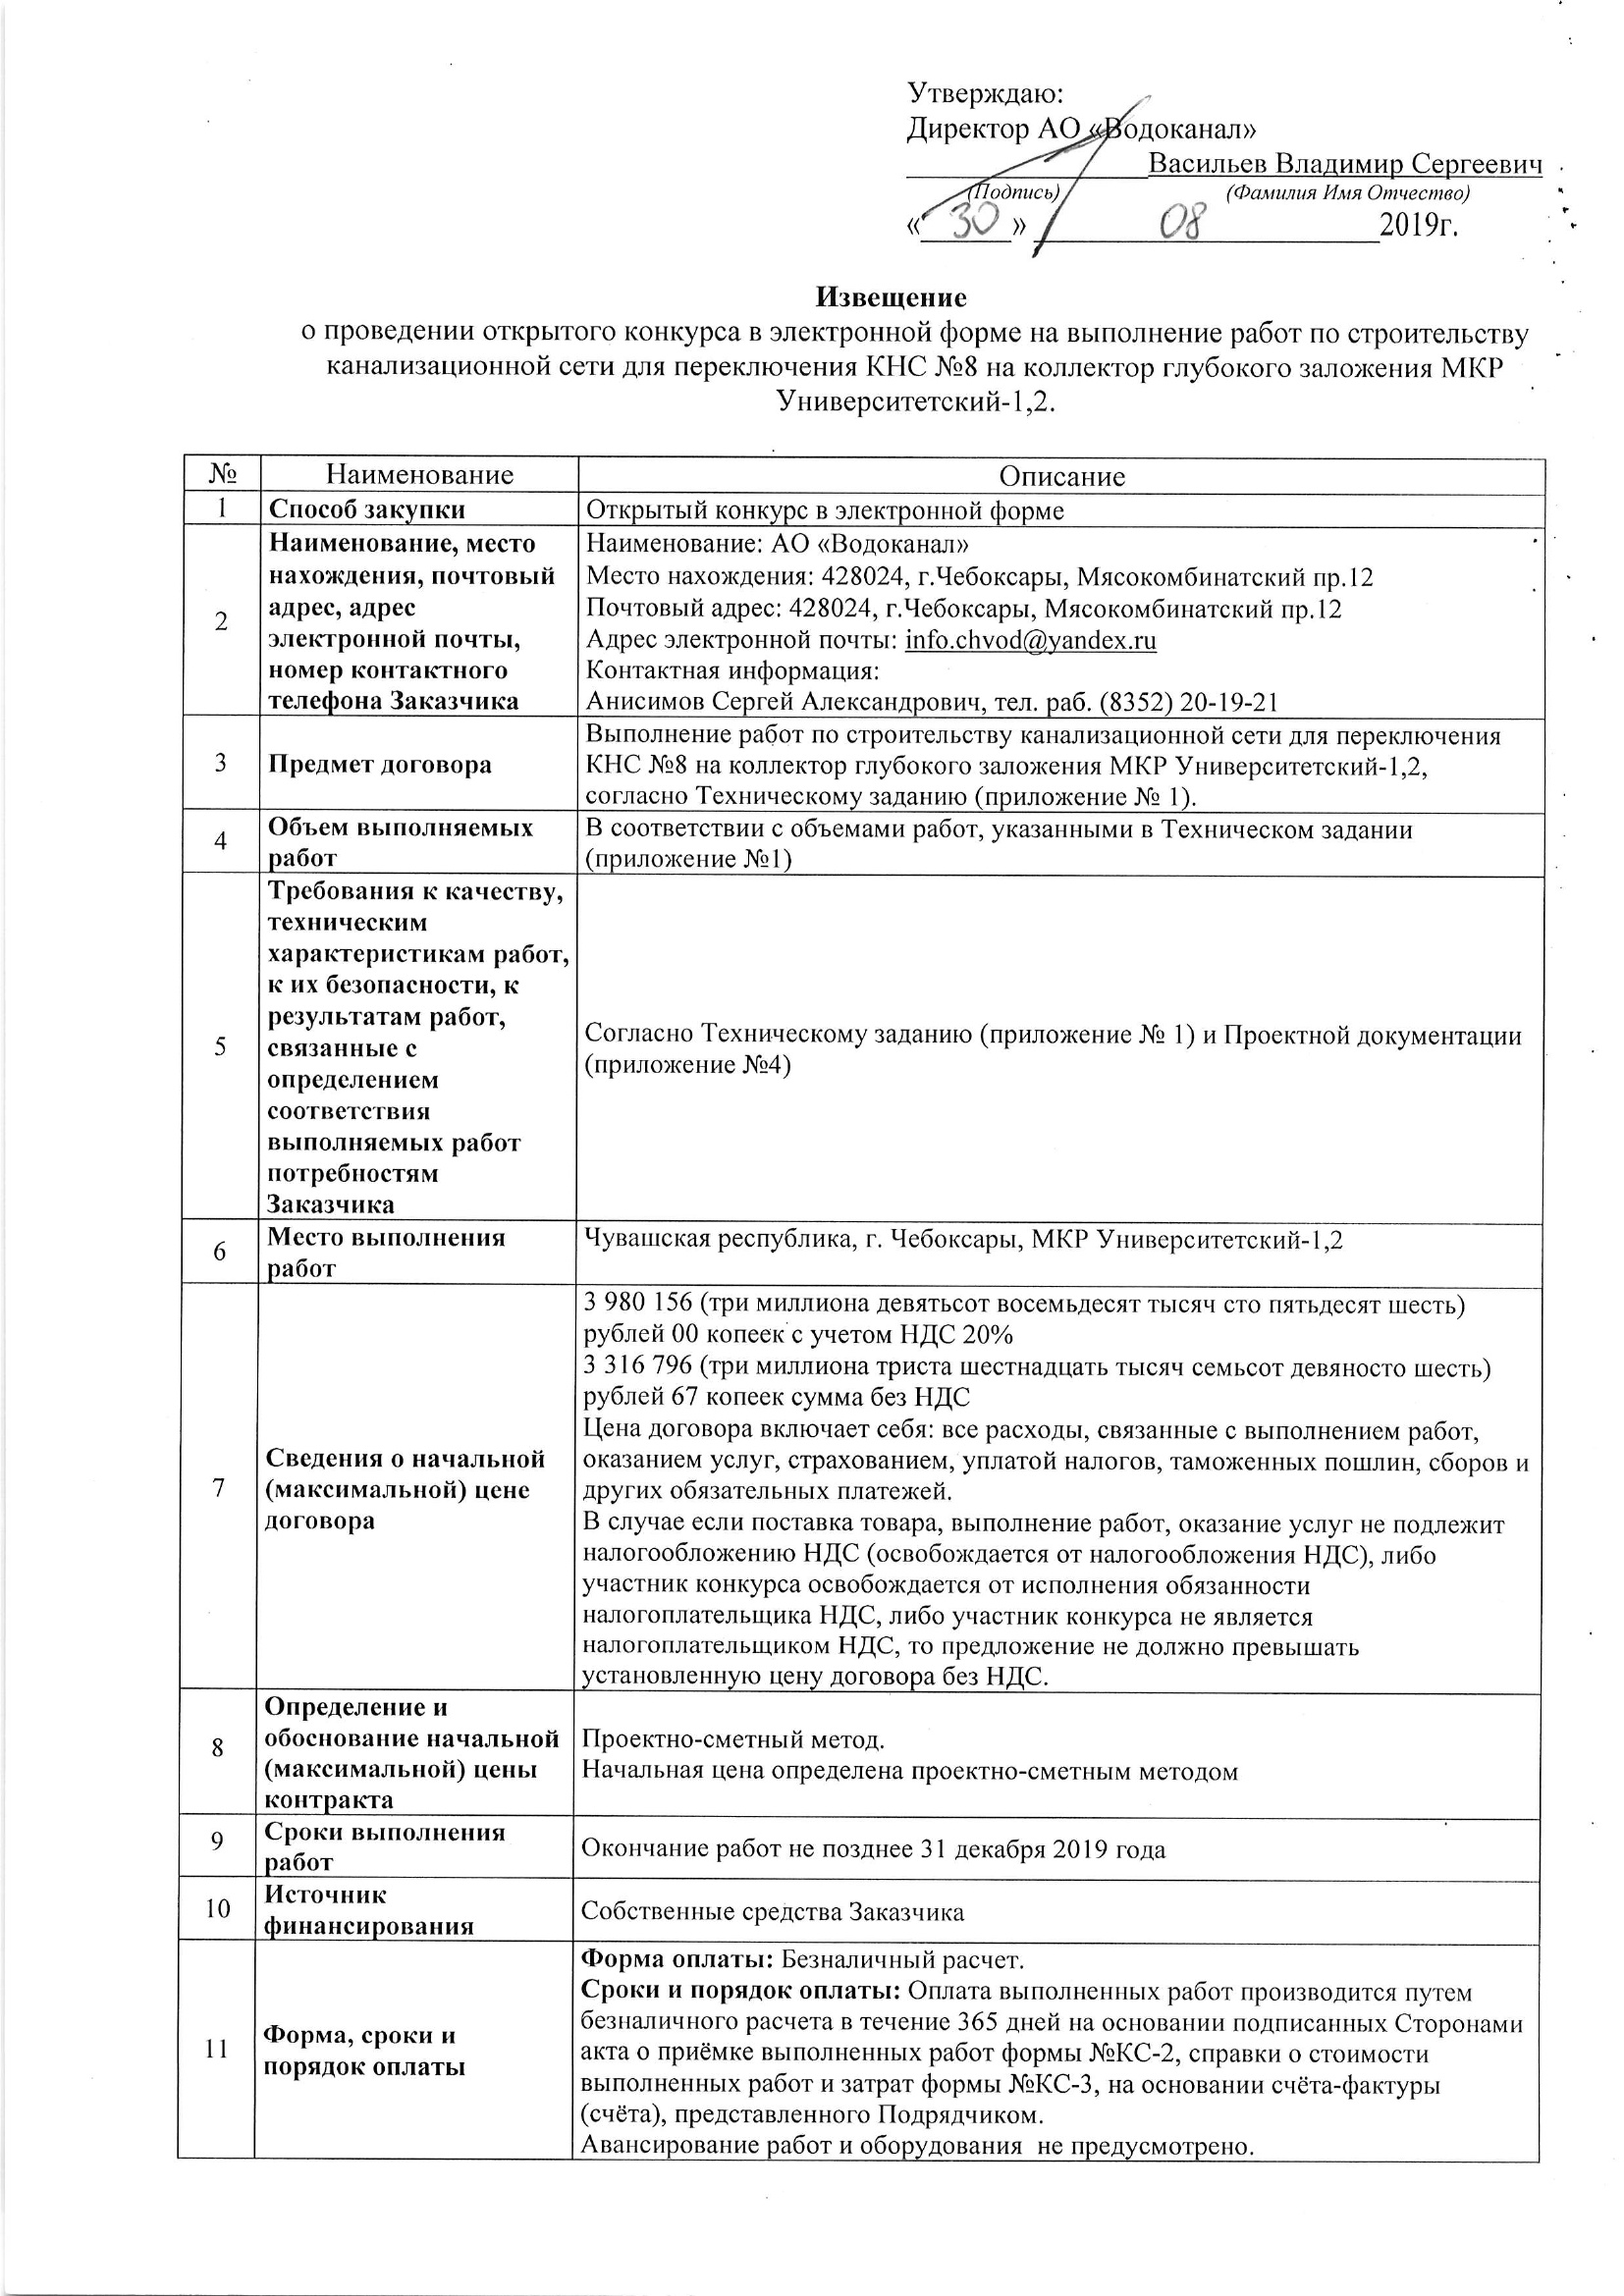 Утверждаю:
Директор АО «Водоканал»
Васильев Владимир Сергеевич
(Подпись) (Фамилия Имя Отчество)
« 30 » 08 2019г.
Извещение
о проведении открытого конкурса в электронной форме на выполнение работ по строительству
канализационной сети для переключения КНС №8 на коллектор глубокого заложения МКР
Университетский-1,2.
№ Наименование Описание
1 Способ закупки Открытый конкурс в электронной форме
2
Наименование, место
нахождения, почтовый
адрес, адрес
электронной почты,
номер контактного
телефона Заказчика
Наименование: АО «Водоканал»
Место нахождения: 428024, г.Чебоксары, Мясокомбинатский пр.12
Почтовый адрес: 428024, г.Чебоксары, Мясокомбинатский пр.12
Адрес электронной почты: info.chvod@yandex.ru
Контактная информация:
Анисимов Сергей Александрович, тел. раб. (8352) 20-19-21
3
Предмет договора
Выполнение работ по строительству канализационной сети для переключения
КНС №8 на коллектор глубокого заложения МКР Университетский-1,2,
согласно Техническому заданию (приложение № 1).
4
Объем выполняемых
работ
В соответствии с объемами работ, указанными в Техническом задании
(приложение №1)
5
Требования к качеству,
техническим
характеристикам работ,
к их безопасности, к
результатам работ,
связанные с
определением
соответствия
выполняемых работ
потребностям
Заказчика
Согласно Техническому заданию (приложение № 1) и Проектной документации
(приложение №4)
6
Место выполнения
работ
Чувашская республика, г. Чебоксары, МКР Университетский-1,2
7
Сведения о начальной
(максимальной) цене
договора
3 980 156 (три миллиона девятьсот восемьдесят тысяч сто пятьдесят шесть)
рублей 00 копеек с учетом НДС 20%
3 316 796 (три миллиона триста шестнадцать тысяч семьсот девяносто шесть)
рублей 67 копеек сумма без НДС
Цена договора включает себя: все расходы, связанные с выполнением работ,
оказанием услуг, страхованием, уплатой налогов, таможенных пошлин, сборов и
других обязательных платежей.
В случае если поставка товара, выполнение работ, оказание услуг не подлежит
налогообложению НДС (освобождается от налогообложения НДС), либо
участник конкурса освобождается от исполнения обязанности
налогоплательщика НДС, либо участник конкурса не является
налогоплательщиком НДС, то предложение не должно превышать
установленную цену договора без НДС.
8
Определение и
обоснование начальной
(максимальной) цены
контракта
Проектно-сметный метод.
Начальная цена определена проектно-сметным методом
9
Сроки выполнения
работ
Окончание работ не позднее 31 декабря 2019 года
10
Источник
финансирования
Собственные средства Заказчика
11
Форма, сроки и
порядок оплаты
Форма оплаты: Безналичный расчет.
Сроки и порядок оплаты: Оплата выполненных работ производится путем
безналичного расчета в течение 365 дней на основании подписанных Сторонами
акта о приёмке выполненных работ формы №КС-2, справки о стоимости
выполненных работ и затрат формы №КС-3, на основании счёта-фактуры
(счёта), представленного Подрядчиком.
Авансирование работ и оборудования не предусмотрено.